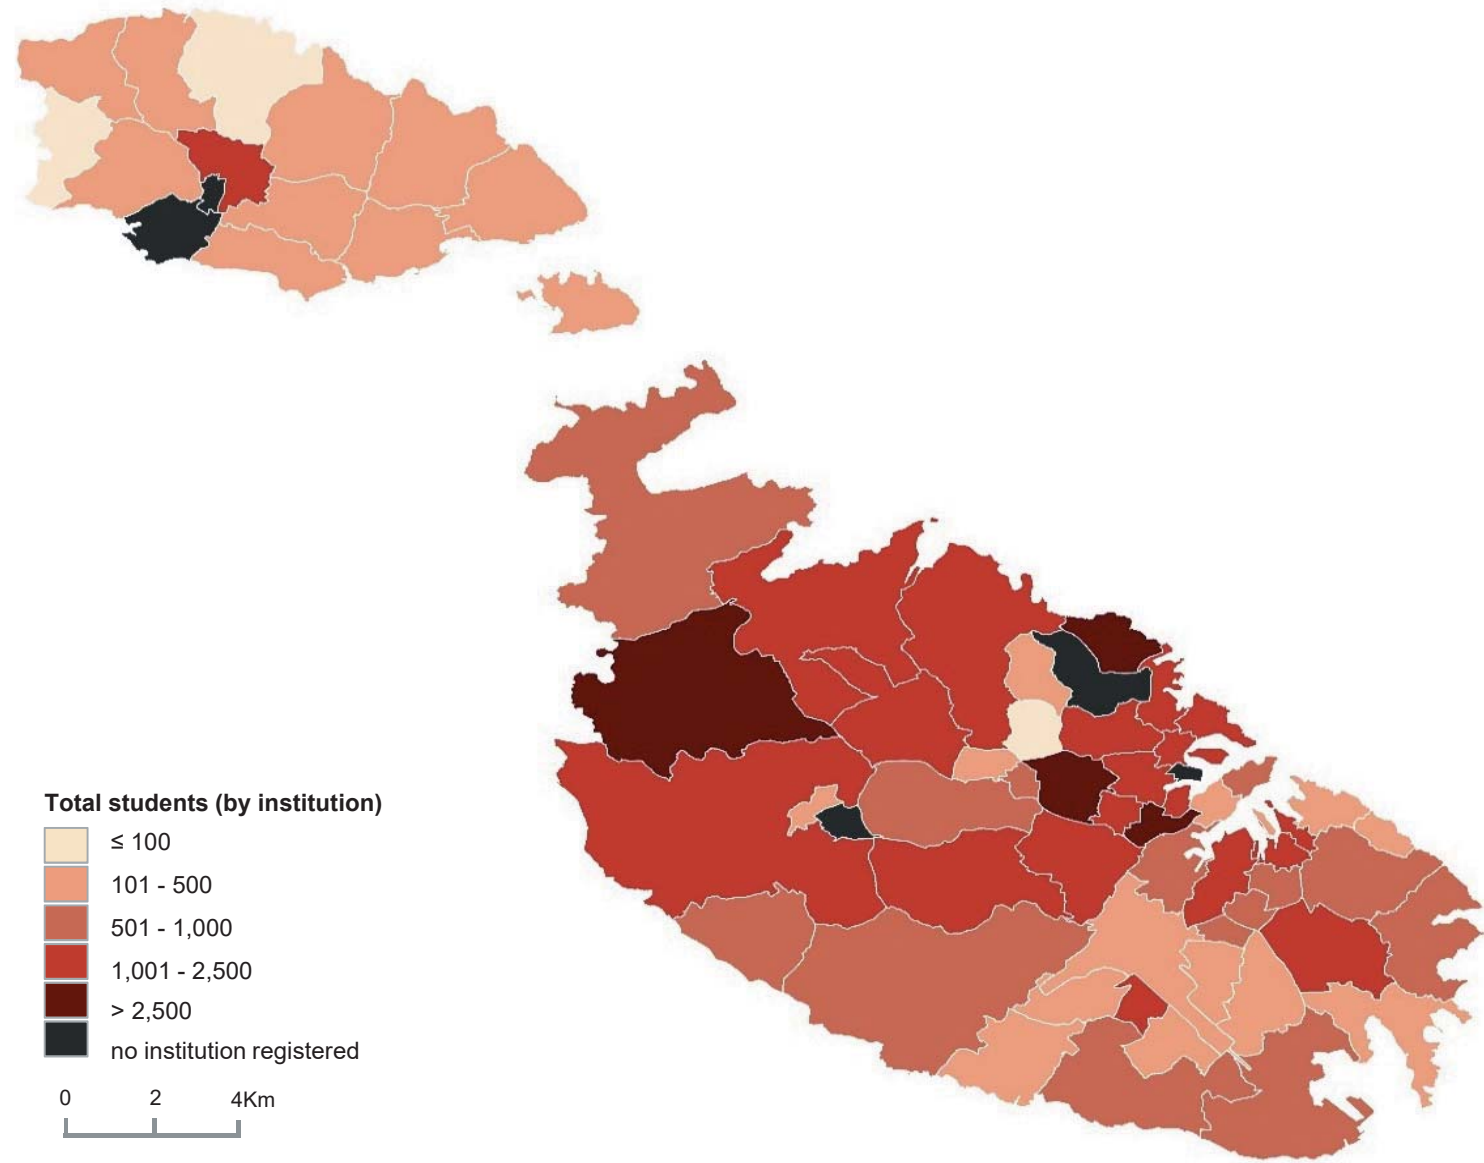 Total students (by institution)
≤ 100
101 - 500
501 - 1,000
1,001 - 2,500
> 2,500
no institution registered
0 2 4Km